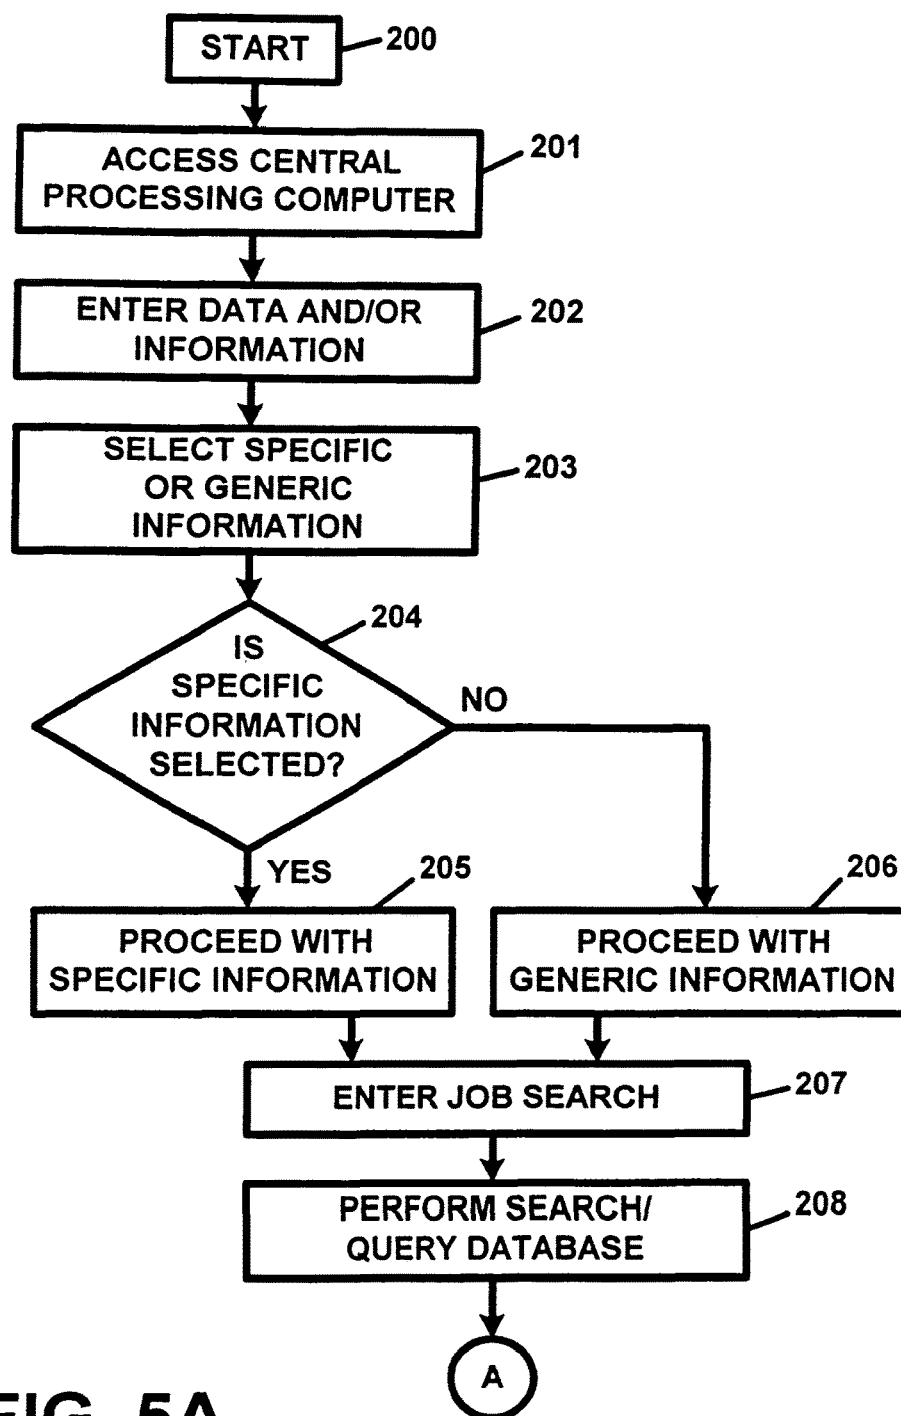 START
200
ACCESS CENTRAL
PROCESSING COMPUTER
201
ENTER DATA AND/OR
INFORMATION
202
SELECT SPECIFIC
OR GENERIC
INFORMATION
203
IS
SPECIFIC
INFORMATION
SELECTED?
204
NO
YES
205
PROCEED WITH
SPECIFIC INFORMATION
206
PROCEED WITH
GENERIC INFORMATION
ENTER JOB SEARCH
207
PERFORM SEARCH/
QUERY DATABASE
208
A
FIG. 5A